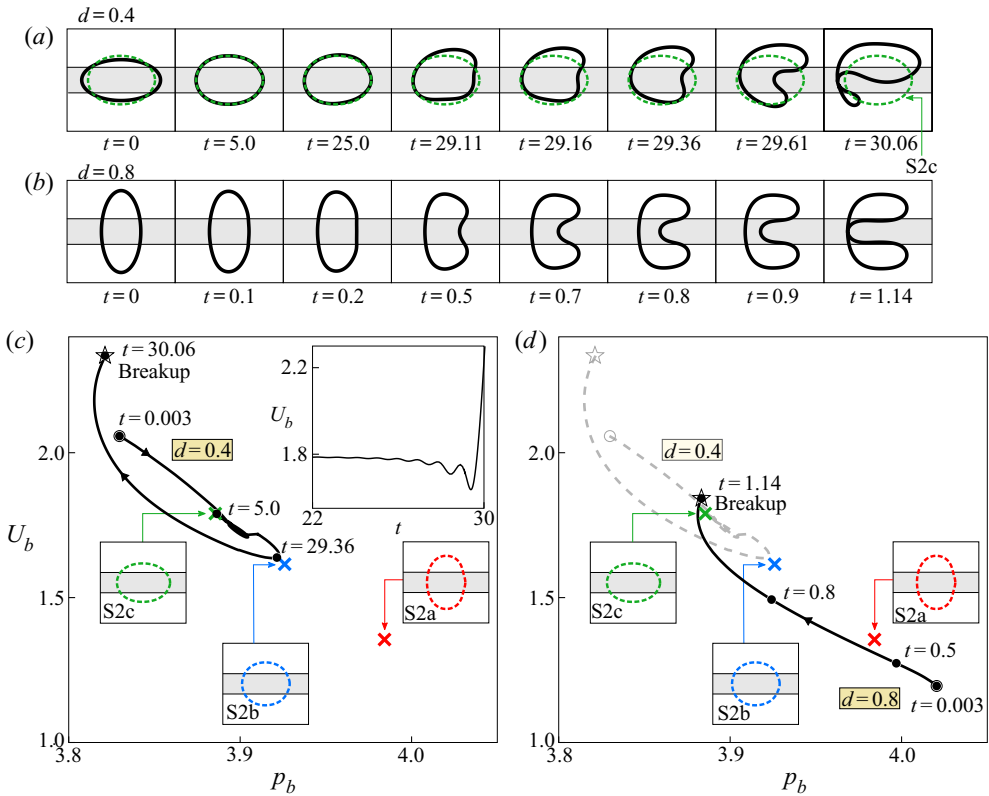 d = 0.4
(a)
t = 0 t = 5.0 t = 25.0 t = 29.11 t = 29.16 t = 29.36 t = 29.61 t = 30.06
S2c
d = 0.8
(b)
t = 0 t = 0.1 t = 0.2 t = 0.5 t = 0.7 t = 0.8 t = 0.9 t = 1.14
(c)
t = 30.06
Breakup
t = 0.003
d = 0.4
t = 5.0
t = 29.36
S2c
S2b
S2a
2.2
U_b
1.8
22 t 30
2.0
U_b
1.5
1.0
3.8 3.9 4.0
p_b
(d)
d = 0.4
t = 1.14
Breakup
t = 0.8
t = 0.5
t = 0.003
d = 0.8
S2c
S2b
S2a
2.0
1.5
1.0
3.8 3.9 4.0
p_b